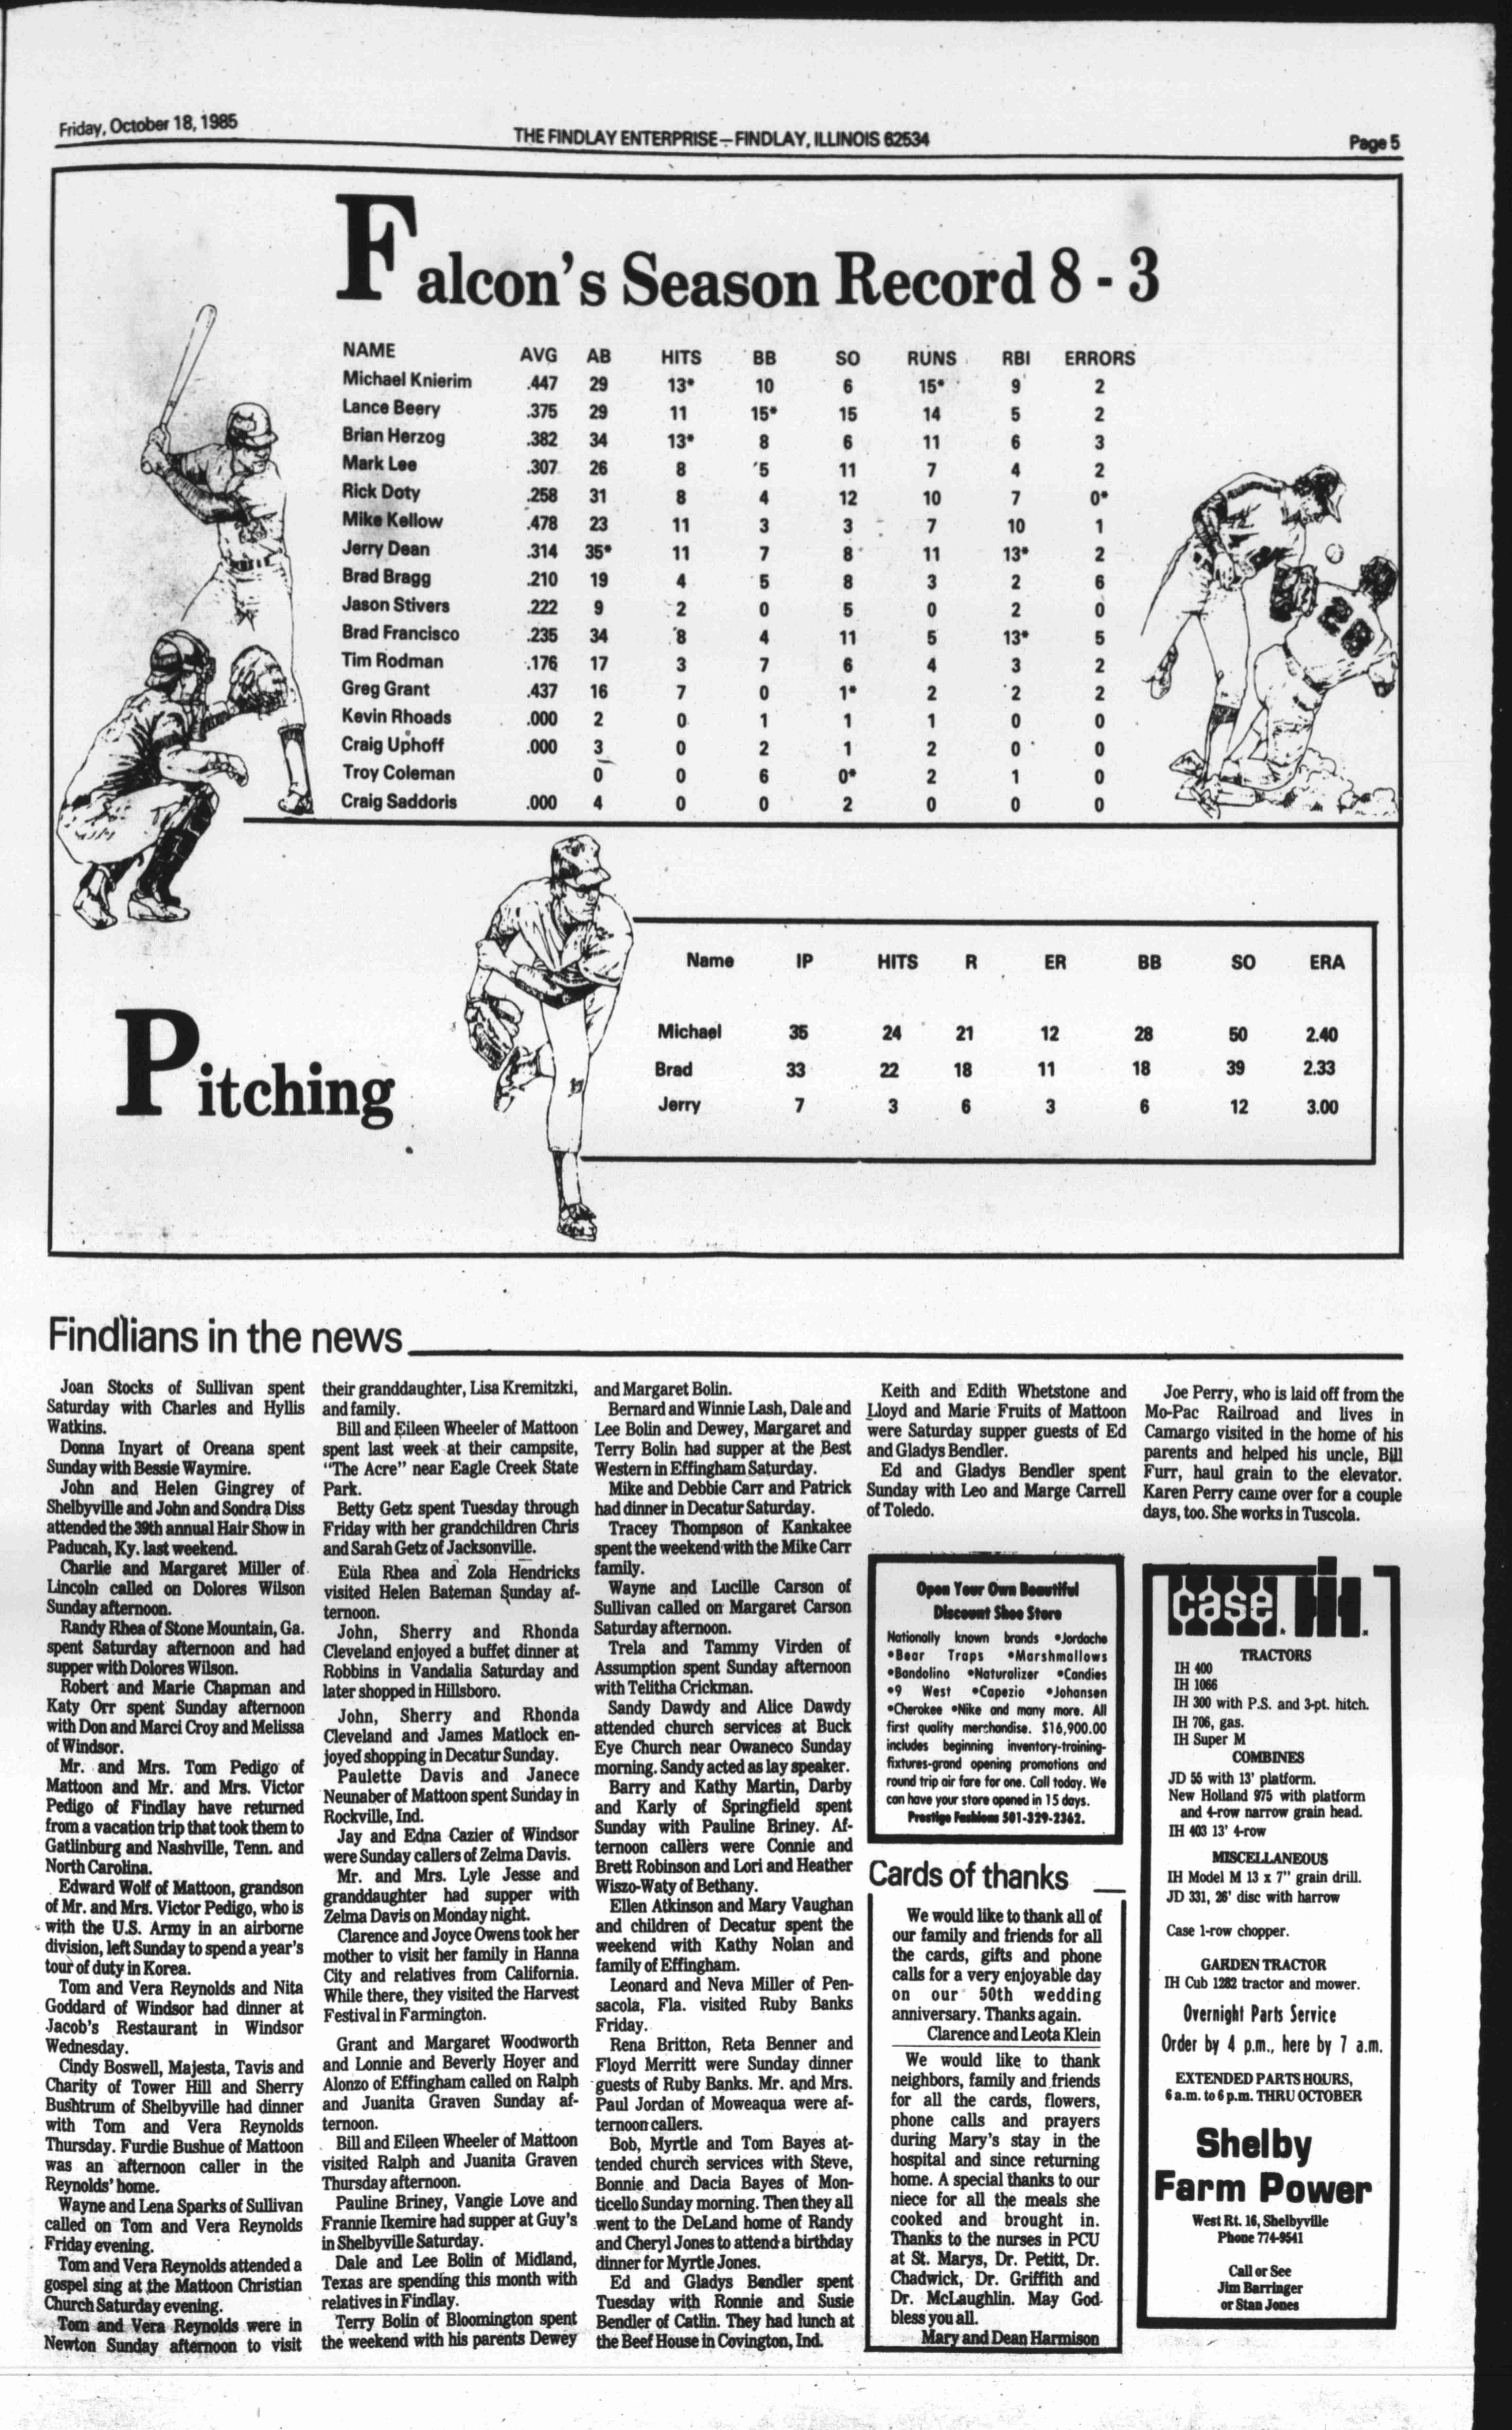 Friday, October 18, 1985
THE FINDLAY ENTERPRISE—FINDLAY, ILLINOIS 62534
Page 5
Falcon's Season Record 8 - 3
NAME AVG AB HITS BB SO RUNS RBI ERRORS
Michael Knierim .447 29 13* 10 6 15* 9 2
Lance Beery .375 29 11 15* 15 14 5 2
Brian Herzog .382 34 13* 8 6 11 6 3
Mark Lee .307 26 8 5 11 7 4 2
Rick Doty .258 31 8 4 12 10 7 0*
Mike Kellow .478 23 11 3 3 7 10 1
Jerry Dean .314 35* 11 7 8 11 13* 2
Brad Bragg .210 19 4 5 8 3 2 6
Jason Stivers .222 9 2 0 5 0 2 0
Brad Francisco .235 34 8 4 11 5 13* 5
Tim Rodman .176 17 3 7 6 4 3 2
Greg Grant .437 16 7 0 1* 2 2 2
Kevin Rhoads .000 2 0 1 1 1 0 0
Craig Uphoff .000 3 0 2 1 2 0 0
Troy Coleman 0 0 6 0* 2 1 0
Craig Saddoris .000 4 0 0 2 0 0 0
28
Pitching
Name IP HITS R ER BB SO ERA
Michael 35 24 21 12 28 50 2.40
Brad 33 22 18 11 18 39 2.33
Jerry 7 3 6 3 6 12 3.00
Findlians in the news
Joan Stocks of Sullivan spent
Saturday with Charles and Hyllis
Watkins.
Donna Inyart of Oreana spent
Sunday with Bessie Waymire.
John and Helen Gingrey of
Shelbyville and John and Sondra Diss
attended the 39th annual Hair Show in
Paducah, Ky. last weekend.
Charlie and Margaret Miller of
Lincoln called on Dolores Wilson
Sunday afternoon.
Randy Rhea of Stone Mountain, Ga.
spent Saturday afternoon and had
supper with Dolores Wilson.
Robert and Marie Chapman and
Katy Orr spent Sunday afternoon
with Don and Marci Croy and Melissa
of Windsor.
Mr. and Mrs. Tom Pedigo of
Mattoon and Mr. and Mrs. Victor
Pedigo of Findlay have returned
from a vacation trip that took them to
Gatlinburg and Nashville, Tenn. and
North Carolina.
Edward Wolf of Mattoon, grandson
of Mr. and Mrs. Victor Pedigo, who is
with the U.S. Army in an airborne
division, left Sunday to spend a year's
tour of duty in Korea.
Tom and Vera Reynolds and Nita
Goddard of Windsor had dinner at
Jacob's Restaurant in Windsor
Wednesday.
Cindy Boswell, Majesta, Tavis and
Charity of Tower Hill and Sherry
Bushtrum of Shelbyville had dinner
with Tom and Vera Reynolds
Thursday. Furdie Bushue of Mattoon
was an afternoon caller in the
Reynolds' home.
Wayne and Lena Sparks of Sullivan
called on Tom and Vera Reynolds
Friday evening.
Tom and Vera Reynolds attended a
gospel sing at the Mattoon Christian
Church Saturday evening.
Tom and Vera Reynolds were in
Newton Sunday afternoon to visit
their granddaughter, Lisa Kremitzki,
and family.
Bill and Eileen Wheeler of Mattoon
spent last week at their campsite,
"The Acre" near Eagle Creek State
Park.
Betty Getz spent Tuesday through
Friday with her grandchildren Chris
and Sarah Getz of Jacksonville.
Eula Rhea and Zola Hendricks
visited Helen Bateman Sunday af-
ternoon.
John, Sherry and Rhonda
Cleveland enjoyed a buffet dinner at
Robbins in Vandalia Saturday and
later shopped in Hillsboro.
John, Sherry and Rhonda
Cleveland and James Matlock en-
joyed shopping in Decatur Sunday.
Paulette Davis and Janece
Neunaber of Mattoon spent Sunday in
Rockville, Ind.
Jay and Edna Cazier of Windsor
were Sunday callers of Zelma Davis.
Mr. and Mrs. Lyle Jesse and
granddaughter had supper with
Zelma Davis on Monday night.
Clarence and Joyce Owens took her
mother to visit her family in Hanna
City and relatives from California.
While there, they visited the Harvest
Festival in Farmington.
Grant and Margaret Woodworth
and Lonnie and Beverly Hoyer and
Alonzo of Effingham called on Ralph
and Juanita Graven Sunday af-
ternoon.
Bill and Eileen Wheeler of Mattoon
visited Ralph and Juanita Graven
Thursday afternoon.
Pauline Briney, Vangie Love and
Frannie Ikemire had supper at Guy's
in Shelbyville Saturday.
Dale and Lee Bolin of Midland,
Texas are spending this month with
relatives in Findlay.
Terry Bolin of Bloomington spent
the weekend with his parents Dewey
and Margaret Bolin.
Bernard and Winnie Lash, Dale and
Lee Bolin and Dewey, Margaret and
Terry Bolin had supper at the Best
Western in Effingham Saturday.
Mike and Debbie Carr and Patrick
had dinner in Decatur Saturday.
Tracey Thompson of Kankakee
spent the weekend with the Mike Carr
family.
Wayne and Lucille Carson of
Sullivan called on Margaret Carson
Saturday afternoon.
Trela and Tammy Virden of
Assumption spent Sunday afternoon
with Telitha Crickman.
Sandy Dawdy and Alice Dawdy
attended church services at Buck
Eye Church near Owaneco Sunday
morning. Sandy acted as lay speaker.
Barry and Kathy Martin, Darby
and Karly of Springfield spent
Sunday with Pauline Briney. Af-
ternoon callers were Connie and
Brett Robinson and Lori and Heather
Wiszo-Waty of Bethany.
Ellen Atkinson and Mary Vaughan
and children of Decatur spent the
weekend with Kathy Nolan and
family of Effingham.
Leonard and Neva Miller of Pen-
sacola, Fla. visited Ruby Banks
Friday.
Rena Britton, Reta Benner and
Floyd Merritt were Sunday dinner
guests of Ruby Banks. Mr. and Mrs.
Paul Jordan of Moweaqua were af-
ternoon callers.
Bob, Myrtle and Tom Bayes at-
tended church services with Steve,
Bonnie and Dacia Bayes of Mon-
ticello Sunday morning. Then they all
went to the DeLand home of Randy
and Cheryl Jones to attend a birthday
dinner for Myrtle Jones.
Ed and Gladys Bendler spent
Tuesday with Ronnie and Susie
Bendler of Catlin. They had lunch at
the Beef House in Covington, Ind.
Keith and Edith Whetstone and
Lloyd and Marie Fruits of Mattoon
were Saturday supper guests of Ed
and Gladys Bendler.
Ed and Gladys Bendler spent
Sunday with Leo and Marge Carrell
of Toledo.
Joe Perry, who is laid off from the
Mo-Pac Railroad and lives in
Camargo visited in the home of his
parents and helped his uncle, Bill
Furr, haul grain to the elevator.
Karen Perry came over for a couple
days, too. She works in Tuscola.
Open Your Own Beautiful
Discount Shoe Store
Nationally known brands •Jordache
•Bear Traps •Marshmallows
•Bandolino •Naturalizer •Candies
•9 West •Capezio •Johansen
•Cherokee •Nike and many more. All
first quality merchandise. $16,900.00
includes beginning inventory-training-
fixtures-grand opening promotions and
round trip air fare for one. Call today. We
can have your store opened in 15 days.
Prestige Fashions 501-329-2362.
Cards of thanks
We would like to thank all of
our family and friends for all
the cards, gifts and phone
calls for a very enjoyable day
on our 50th wedding
anniversary. Thanks again.
Clarence and Leota Klein
We would like to thank
neighbors, family and friends
for all the cards, flowers,
phone calls and prayers
during Mary's stay in the
hospital and since returning
home. A special thanks to our
niece for all the meals she
cooked and brought in.
Thanks to the nurses in PCU
at St. Marys, Dr. Petitt, Dr.
Chadwick, Dr. Griffith and
Dr. McLaughlin. May God
bless you all.
Mary and Dean Harmison
case IH
TRACTORS
IH 400
IH 1066
IH 300 with P.S. and 3-pt. hitch.
IH 706, gas.
IH Super M
COMBINES
JD 55 with 13' platform.
New Holland 975 with platform
and 4-row narrow grain head.
IH 403 13' 4-row
MISCELLANEOUS
IH Model M 13 x 7" grain drill.
JD 331, 26' disc with harrow
Case 1-row chopper.
GARDEN TRACTOR
IH Cub 1282 tractor and mower.
Overnight Parts Service
Order by 4 p.m., here by 7 a.m.
EXTENDED PARTS HOURS,
6 a.m. to 6 p.m. THRU OCTOBER
Shelby
Farm Power
West Rt. 16, Shelbyville
Phone 774-9541
Call or See
Jim Barringer
or Stan Jones